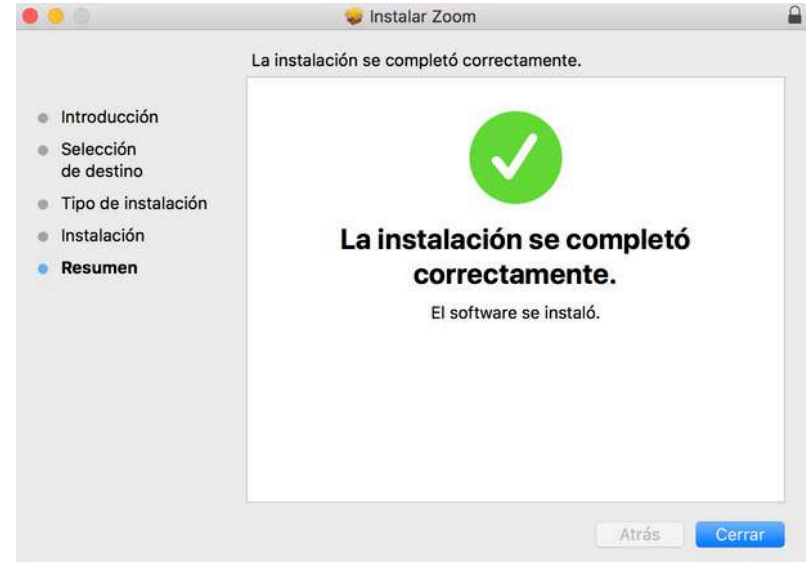 Instalar Zoom
La instalación se completó correctamente.
Introducción
Selección
de destino
Tipo de instalación
Instalación
Resumen
La instalación se completó
correctamente.
El software se instaló.
Atrás
Cerrar